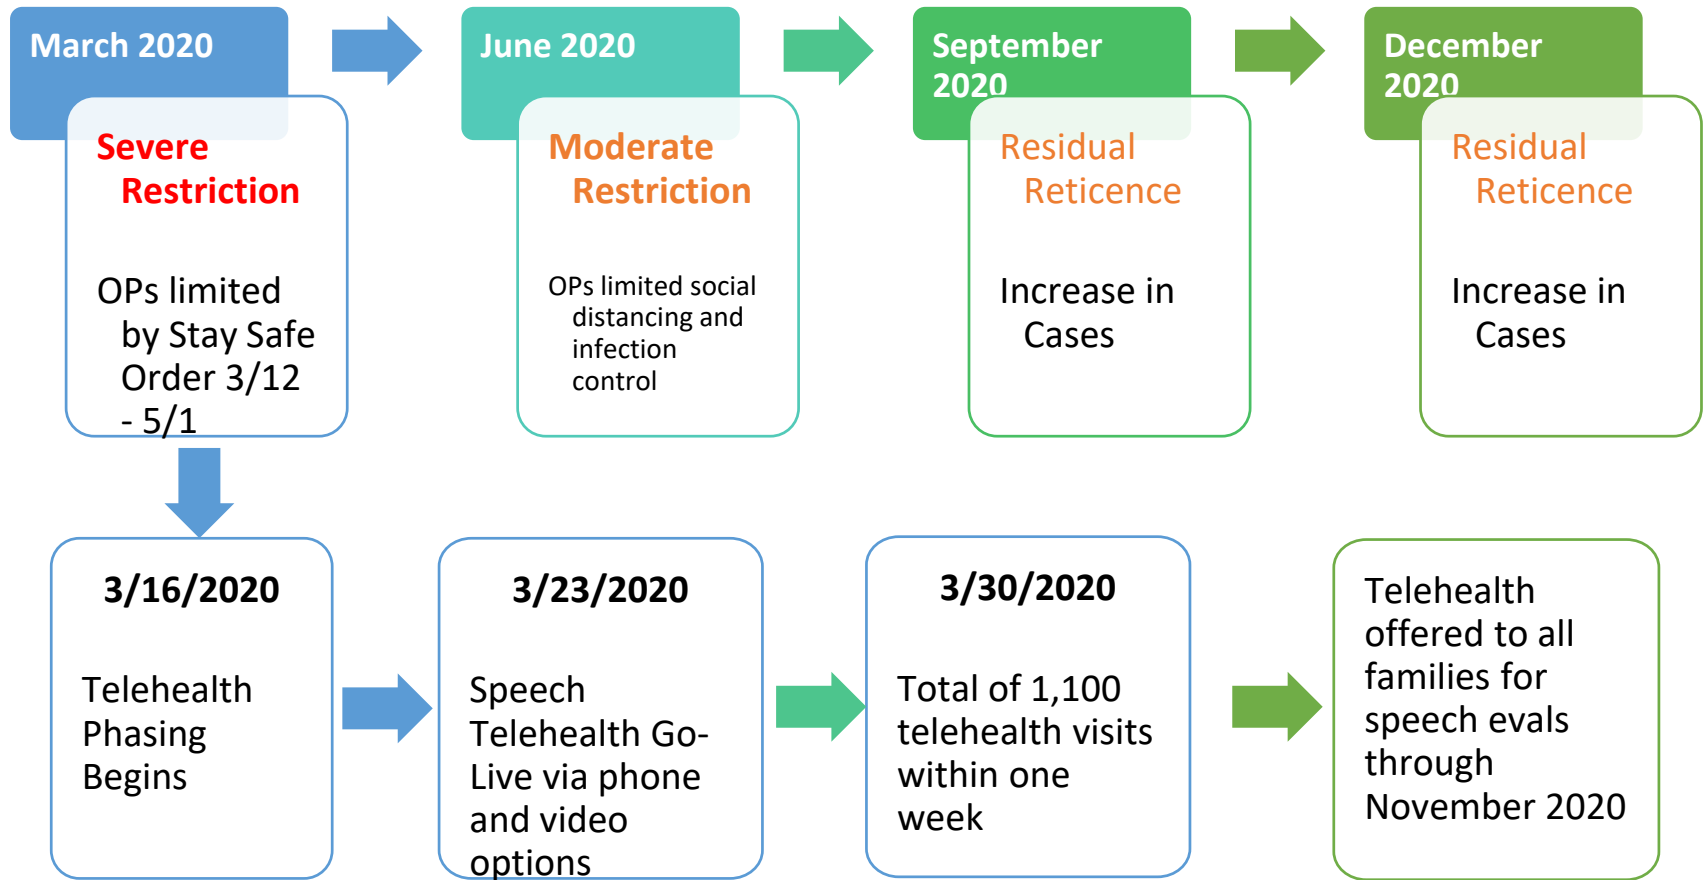 March 2020
Severe
Restriction
OPs limited
by Stay Safe
Order 3/12
- 5/1
June 2020
Moderate
Restriction
OPs limited social
distancing and
infection
control
September
2020
Residual
Reticence
Increase in
Cases
December
2020
Residual
Reticence
Increase in
Cases
3/16/2020
Telehealth
Phasing
Begins
3/23/2020
Speech
Telehealth Go-
Live via phone
and video
options
3/30/2020
Total of 1,100
telehealth visits
within one
week
Telehealth
offered to all
families for
speech evals
through
November 2020